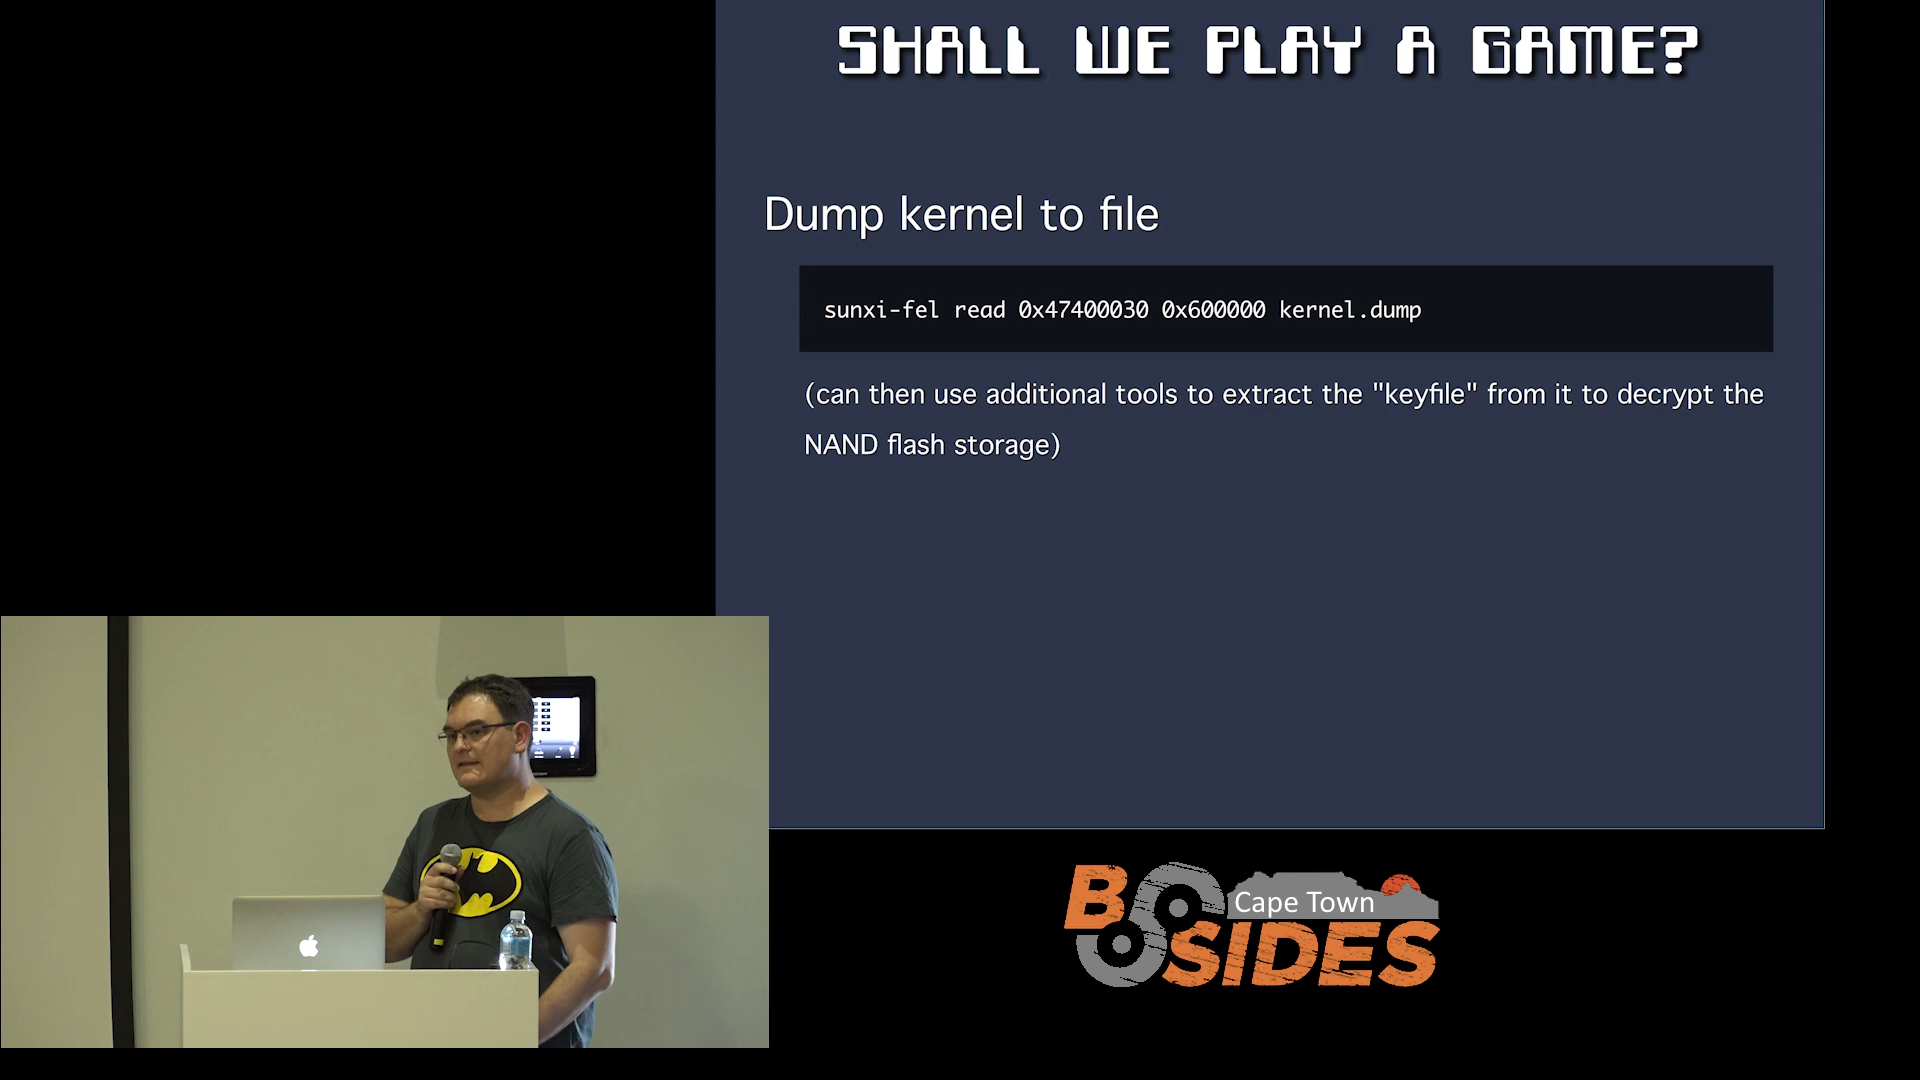 SHALL WE PLAY A GAME?
Dump kernel to file
sunxi-fel read 0x47400030 0x600000 kernel.dump
(can then use additional tools to extract the "keyfile" from it to decrypt the
NAND flash storage)
Cape Town
BSIDES